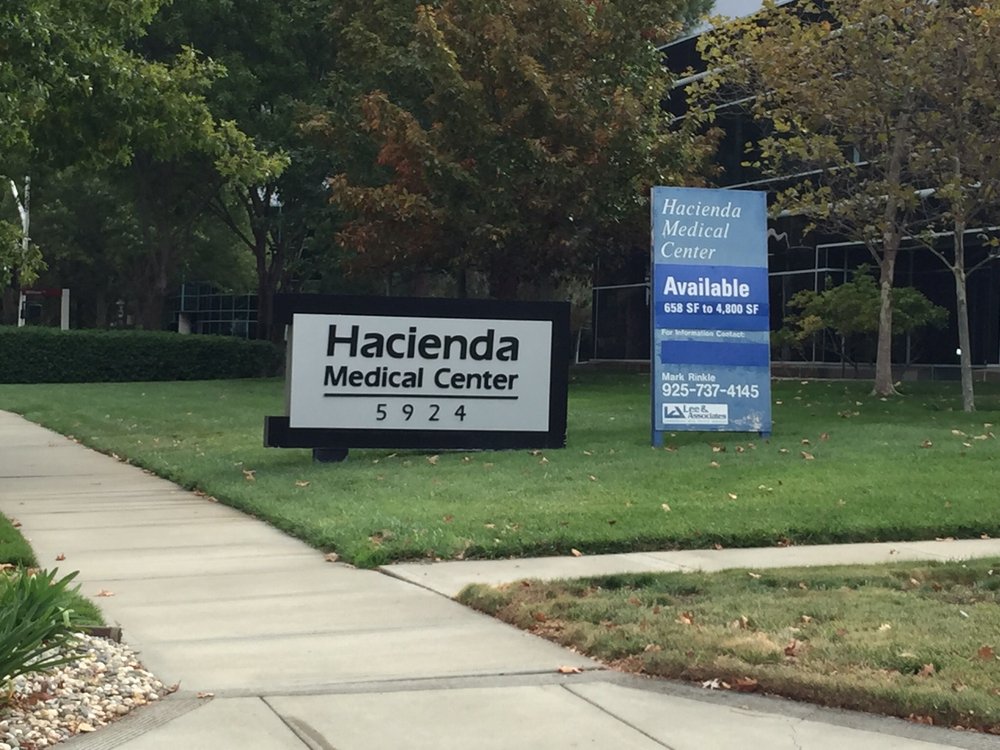 Hacienda
Medical Center
5924
Hacienda
Medical
Center
Available
658 SF to 4,800 SF
For Information Contact:
Mark Rinkle
925-737-4145
Lee &
Associates